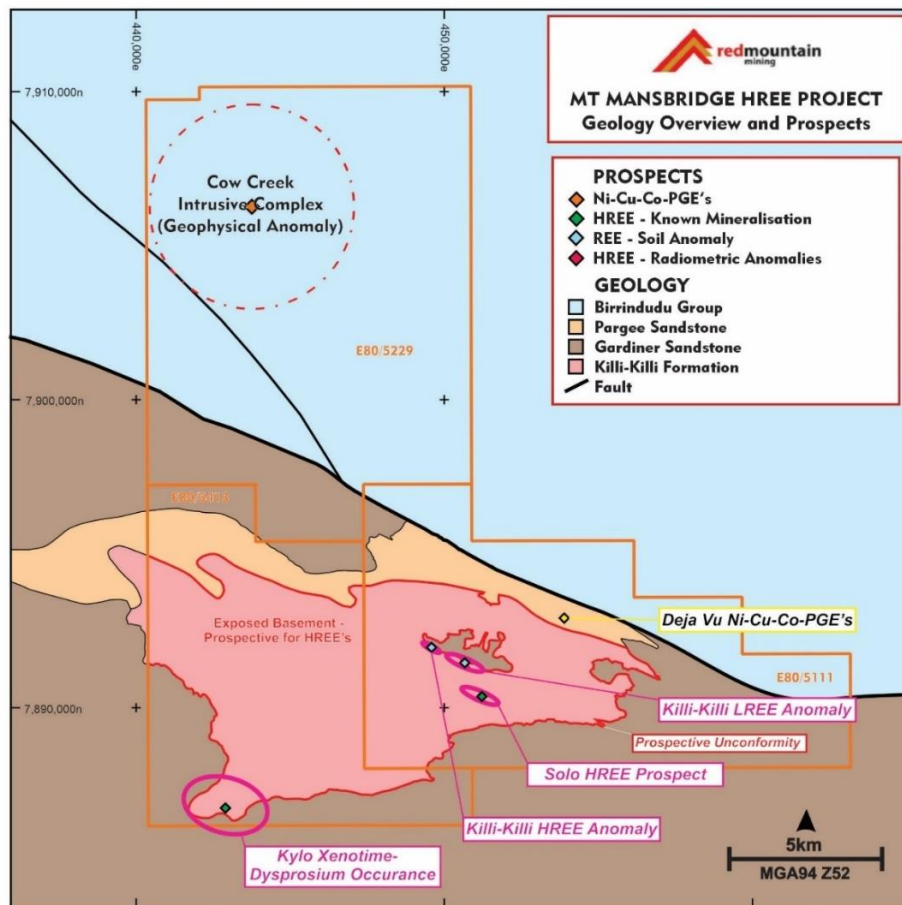 440,000e
450,000e
7,910,000n
redmountain
mining
MT MANSBRIDGE HREE PROJECT
Geology Overview and Prospects
Cow Creek
Intrusive Complex
(Geophysical Anomaly)
PROSPECTS
Ni-Cu-Co-PGE's
HREE - Known Mineralisation
REE - Soil Anomaly
HREE - Radiometric Anomalies
GEOLOGY
Birrindudu Group
Pargee Sandstone
Gardiner Sandstone
Killi-Killi Formation
Fault
E80/5229
7,900,000n
Exposed Basement -
Prospective for HREE's
Deja Vu Ni-Cu-Co-PGE's
E80/5111
7,890,000n
Killi-Killi LREE Anomaly
Prospective Unconformity
Solo HREE Prospect
Killi-Killi HREE Anomaly
Kylo Xenotime-
Dysprosium Occurance
5km
MGA94 Z52